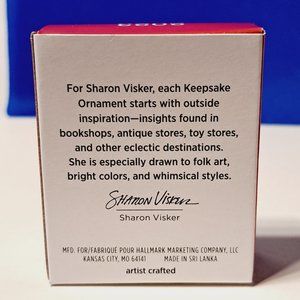 For Sharon Visker, each Keepsake
Ornament starts with outside
inspiration—insights found in
bookshops, antique stores, toy stores,
and other eclectic destinations.
She is especially drawn to folk art,
bright colors, and whimsical styles.
SHARON VISKER
Sharon Visker
MFD. FOR/FABRIQUÉ POUR HALLMARK MARKETING COMPANY, LLC
KANSAS CITY, MO 64141 MADE IN SRI LANKA
artist crafted